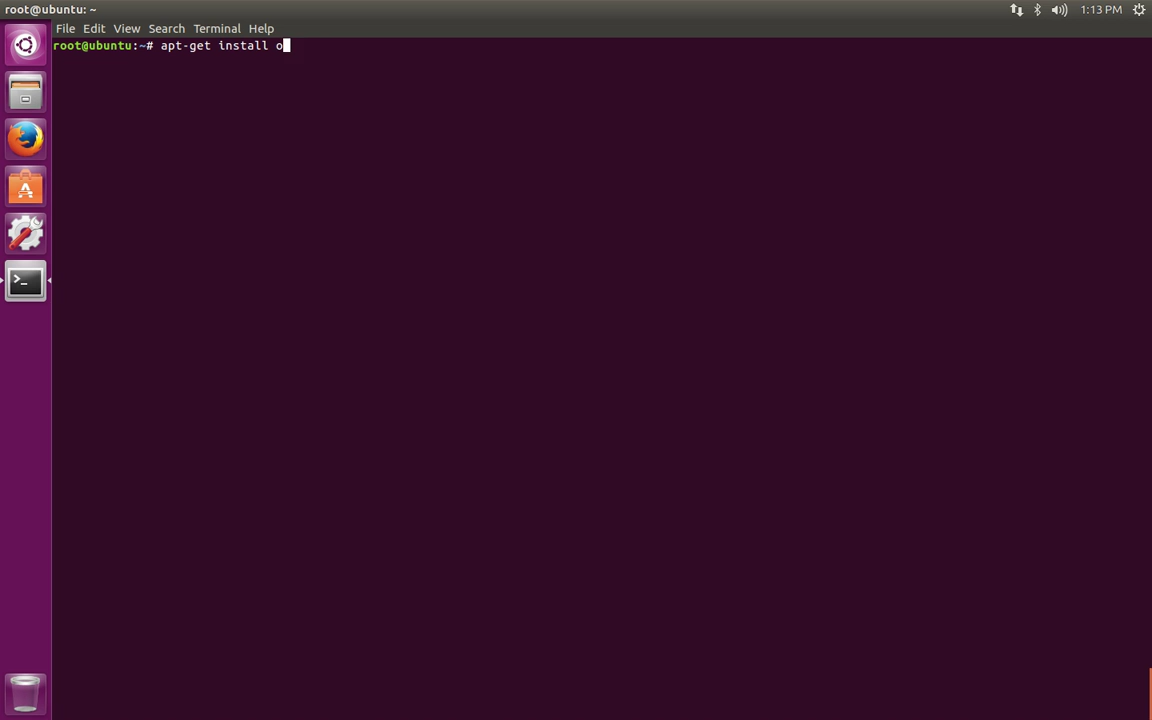 root@ubuntu: ~
1:13 PM
File Edit View Search Terminal Help
root@ubuntu:~# apt-get install o